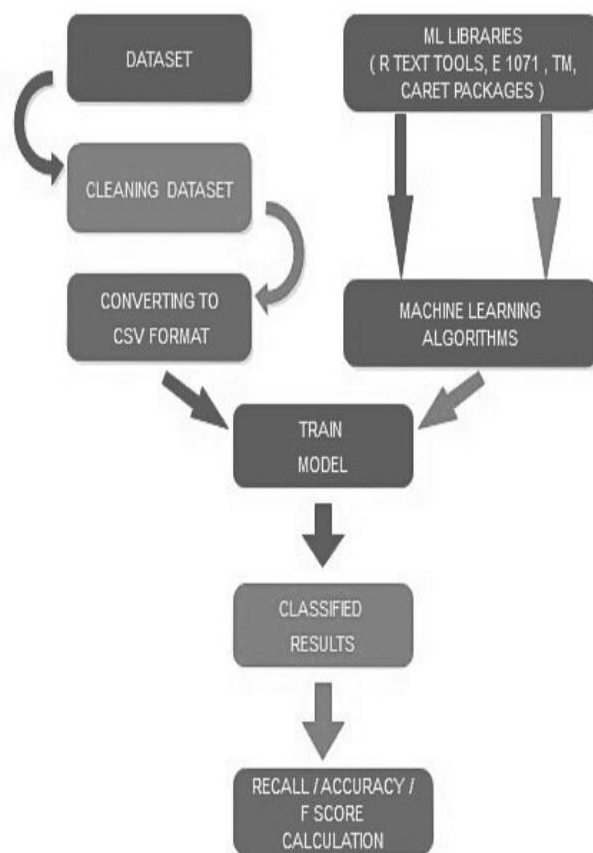 DATASET
CLEANING DATASET
CONVERTING TO
CSV FORMAT
ML LIBRARIES
( R TEXT TOOLS, E 1071 , TM,
CARET PACKAGES )
MACHINE LEARNING
ALGORITHMS
TRAIN
MODEL
CLASSIFIED
RESULTS
RECALL / ACCURACY /
F SCORE
CALCULATION